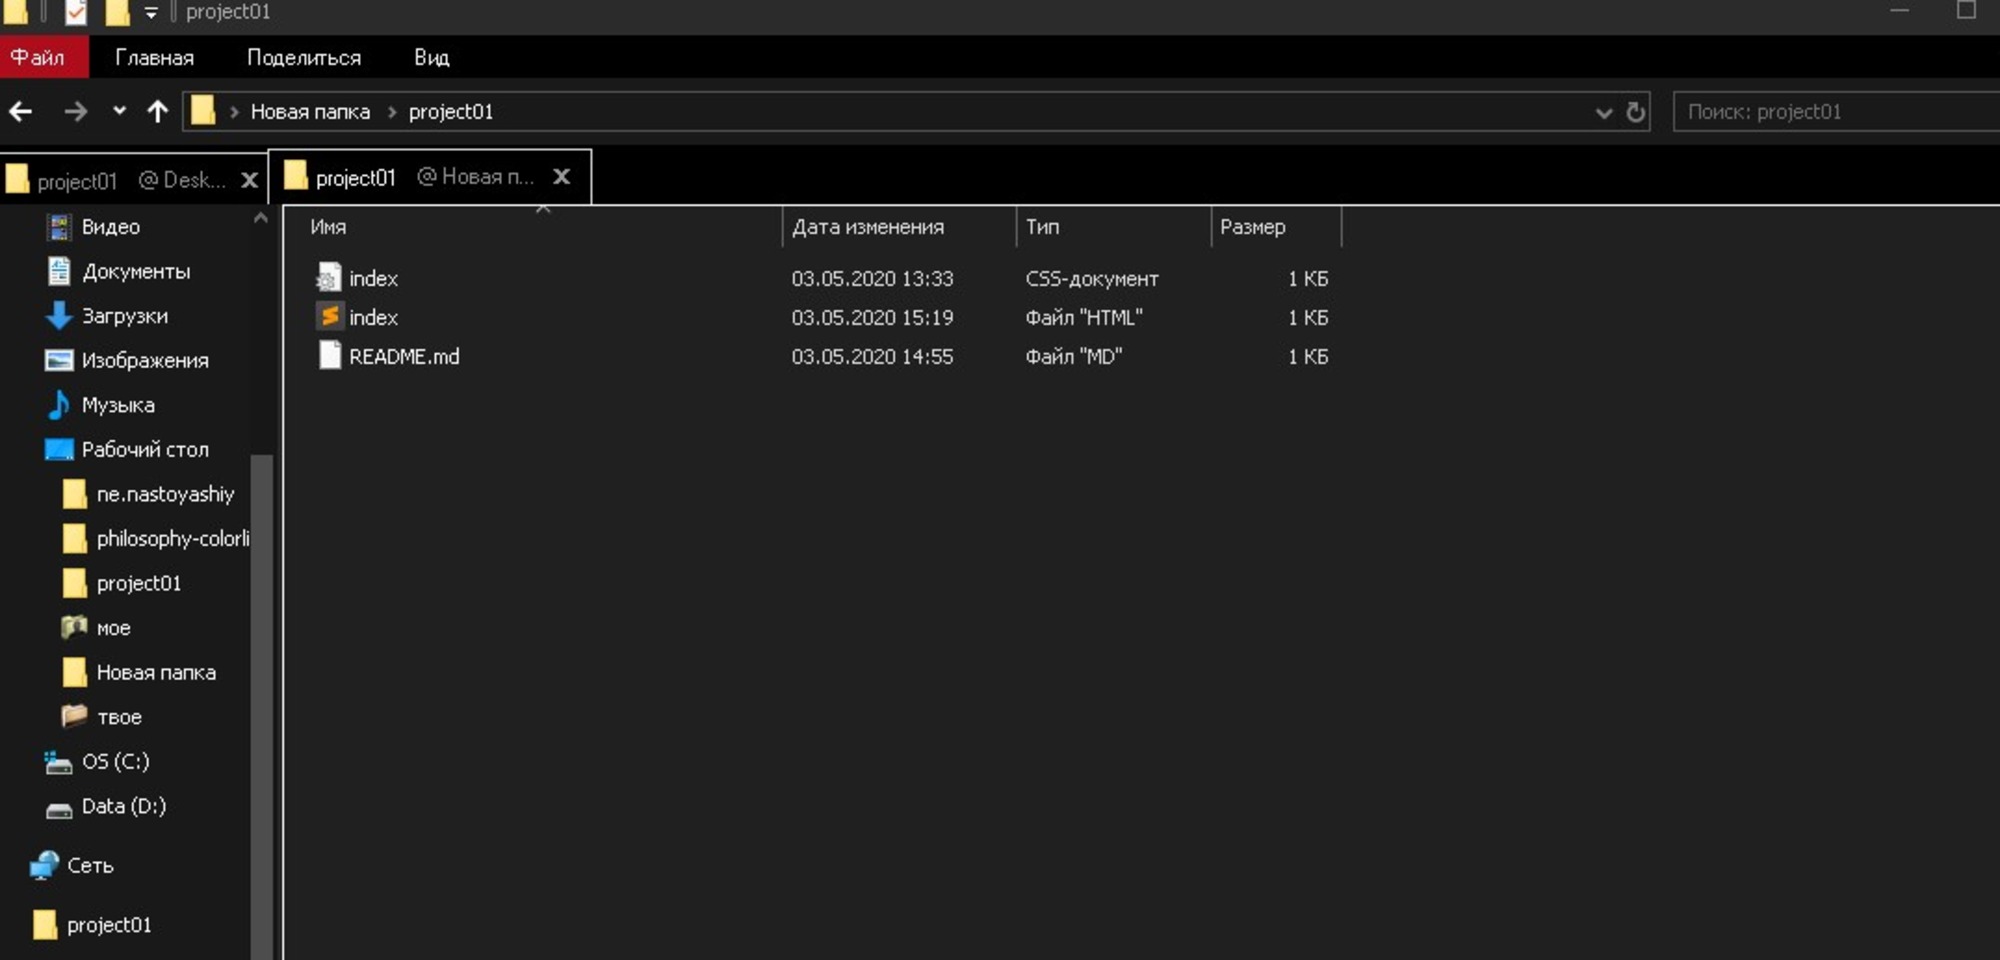 project01
Файл Главная Поделиться Вид
Новая папка project01 Поиск: project01
project01 @ Desk... project01 @ Новая п...
Имя Дата изменения Тип Размер
index 03.05.2020 13:33 CSS-документ 1 КБ
index 03.05.2020 15:19 Файл "HTML" 1 КБ
README.md 03.05.2020 14:55 Файл "MD" 1 КБ
Видео
Документы
Загрузки
Изображения
Музыка
Рабочий стол
ne.nastoyashiy
philosophy-colorli
project01
мое
Новая папка
твое
OS (C:)
Data (D:)
Сеть
project01